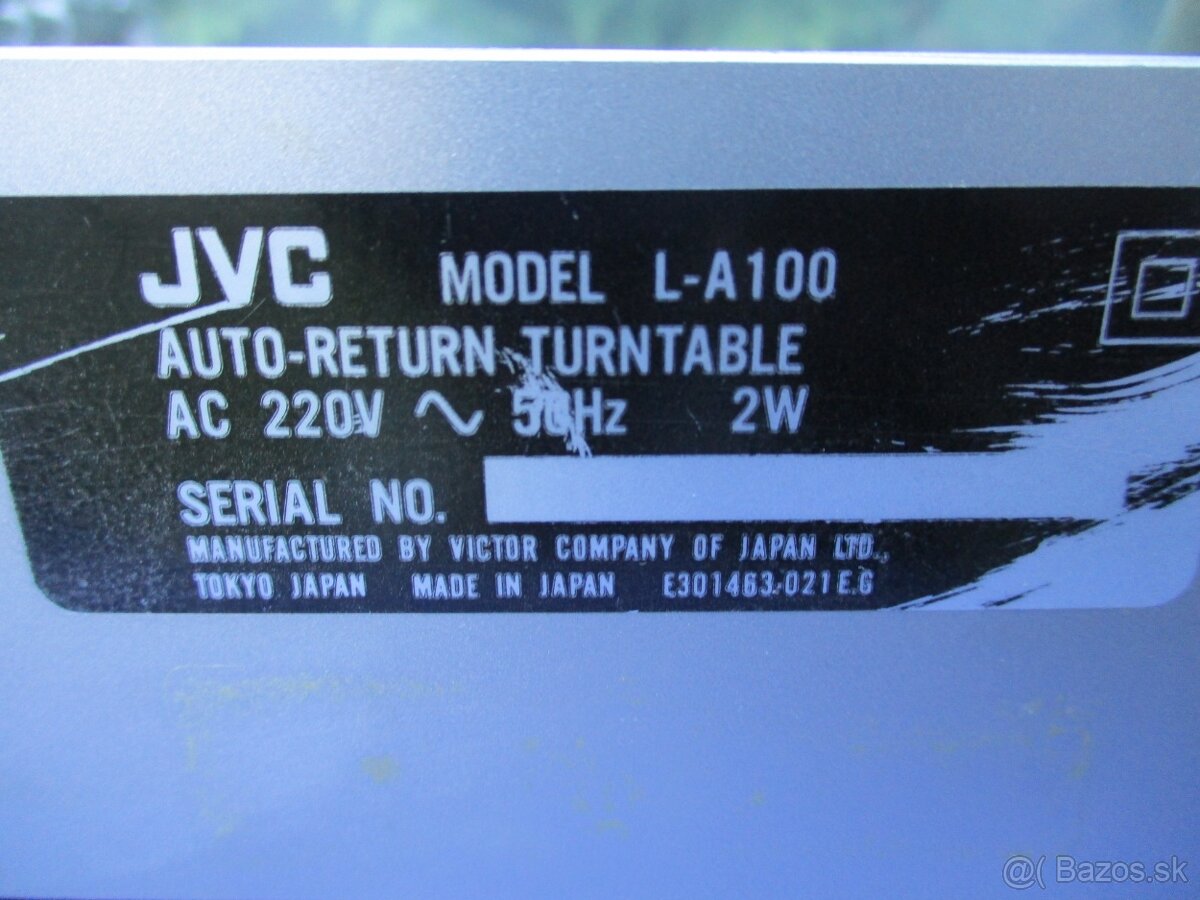 JVC MODEL L-A100
AUTO-RETURN TURNTABLE
AC 220V ~ 50Hz 2W
SERIAL NO.
MANUFACTURED BY VICTOR COMPANY OF JAPAN LTD.,
TOKYO JAPAN MADE IN JAPAN E301463-021 E.G
@( Bazos.sk